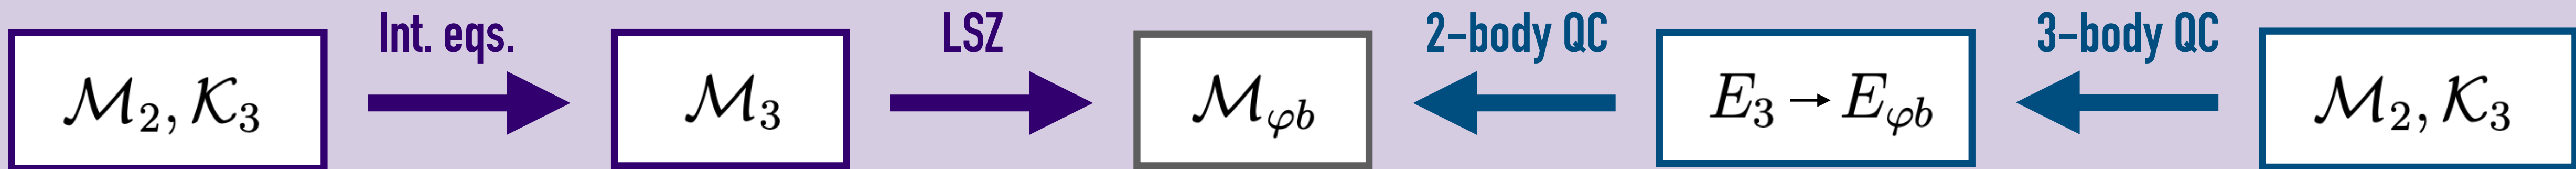 Int. eqs. LSZ 2-body QC 3-body QC
ℳ₂, 𝒦₃ ℳ₃ ℳ_φb E₃ → E_φb ℳ₂, 𝒦₃